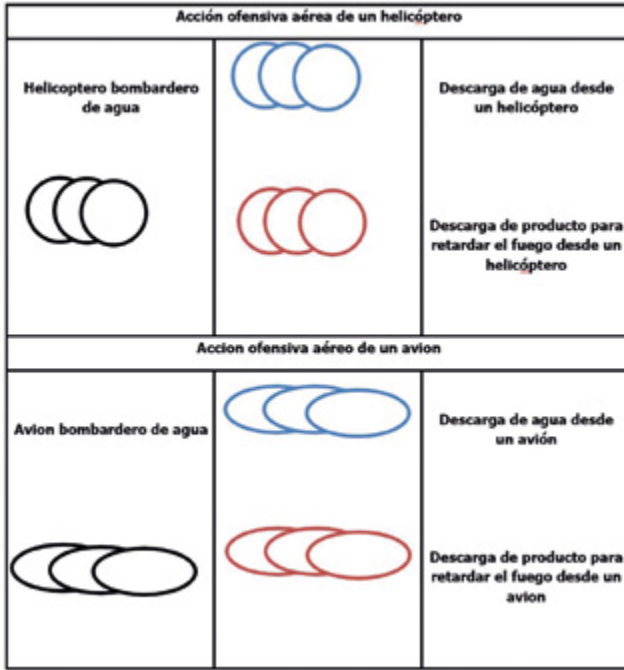 Acción ofensiva aérea de un helicóptero
Helicoptero bombardero
de agua
Descarga de agua desde
un helicóptero
Descarga de producto para
retardar el fuego desde un
helicóptero
Accion ofensiva aéreo de un avion
Avion bombardero de agua
Descarga de agua desde
un avión
Descarga de producto para
retardar el fuego desde un
avion